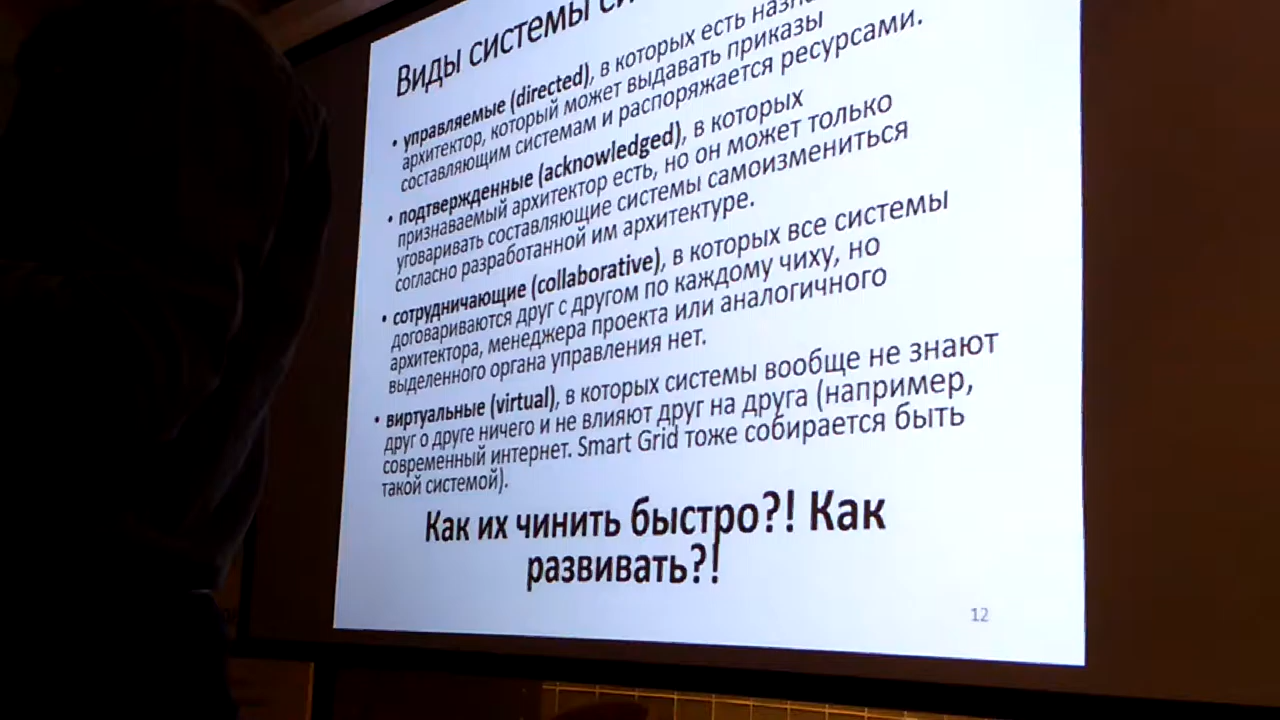 Виды системы
• управляемые (directed), в которых есть
архитектор, который может выдавать приказы
составляющим системам и распоряжается ресурсами.
• подтвержденные (acknowledged), в которых
признаваемый архитектор есть, но он может только
уговаривать составляющие системы самоизмениться
согласно разработанной им архитектуре.
• сотрудничающие (collaborative), в которых все системы
договариваются друг с другом по каждому чиху, но
архитектора, менеджера проекта или аналогичного
выделенного органа управления нет.
• виртуальные (virtual), в которых системы вообще не знают
друг о друге ничего и не влияют друг на друга (например,
современный интернет. Smart Grid тоже собирается быть
такой системой).
Как их чинить быстро?! Как
развивать?!
12